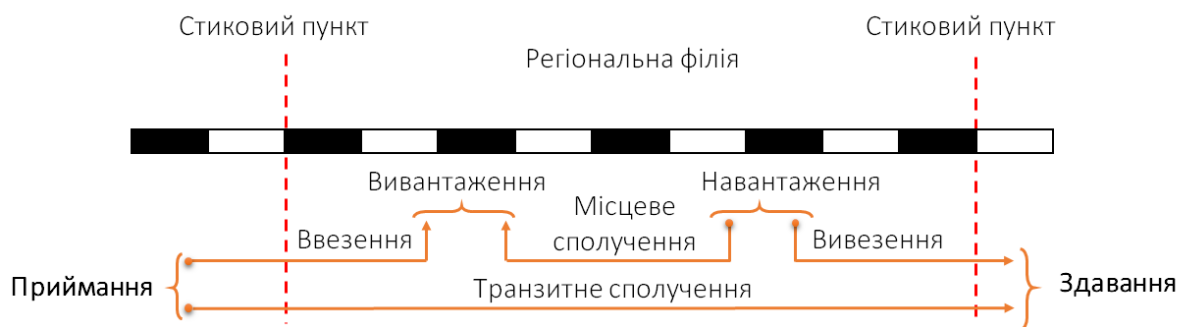 Стиковий пункт
Стиковий пункт
Регіональна філія
Вивантаження
Навантаження
Місцеве
сполучення
Ввезення
Вивезення
Приймання
Транзитне сполучення
Здавання